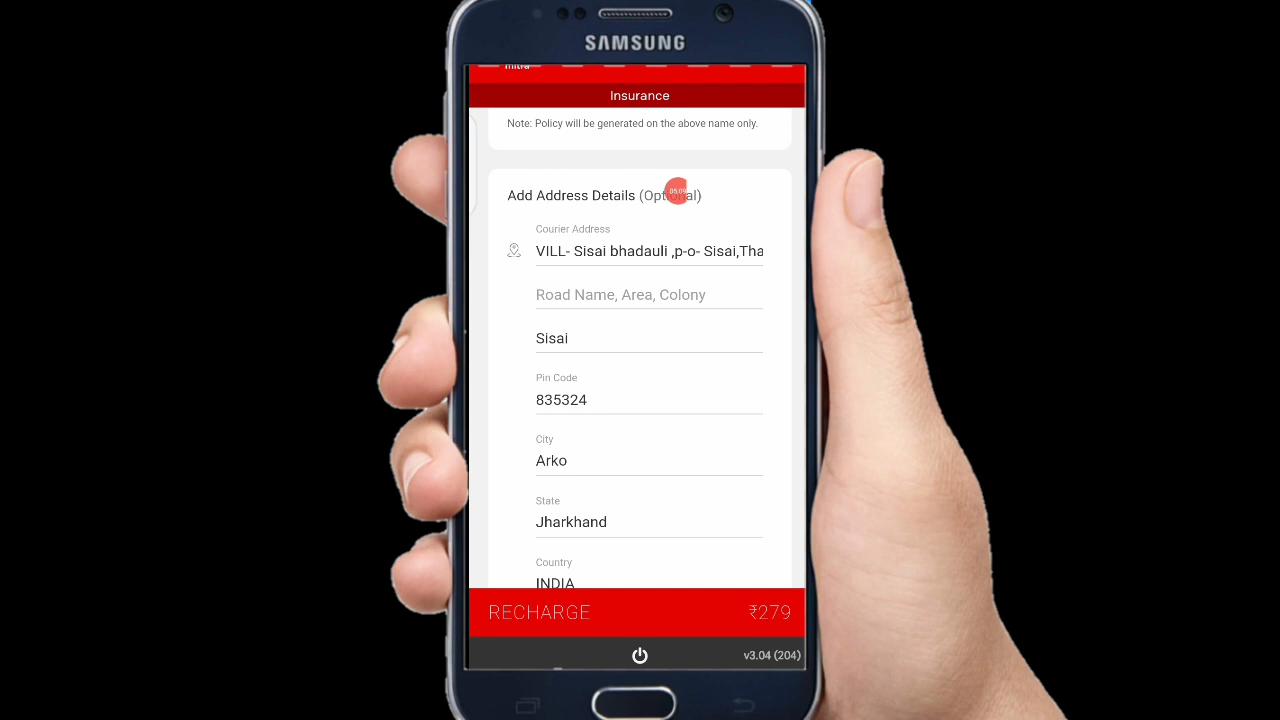 SAMSUNG
mitra
Insurance
Note: Policy will be generated on the above name only.
Add Address Details (Optional)
05:09
Courier Address
VILL- Sisai bhadauli ,p-o- Sisai,Tha
Road Name, Area, Colony
Sisai
Pin Code
835324
City
Arko
State
Jharkhand
Country
INDIA
RECHARGE ₹279
v3.04 (204)